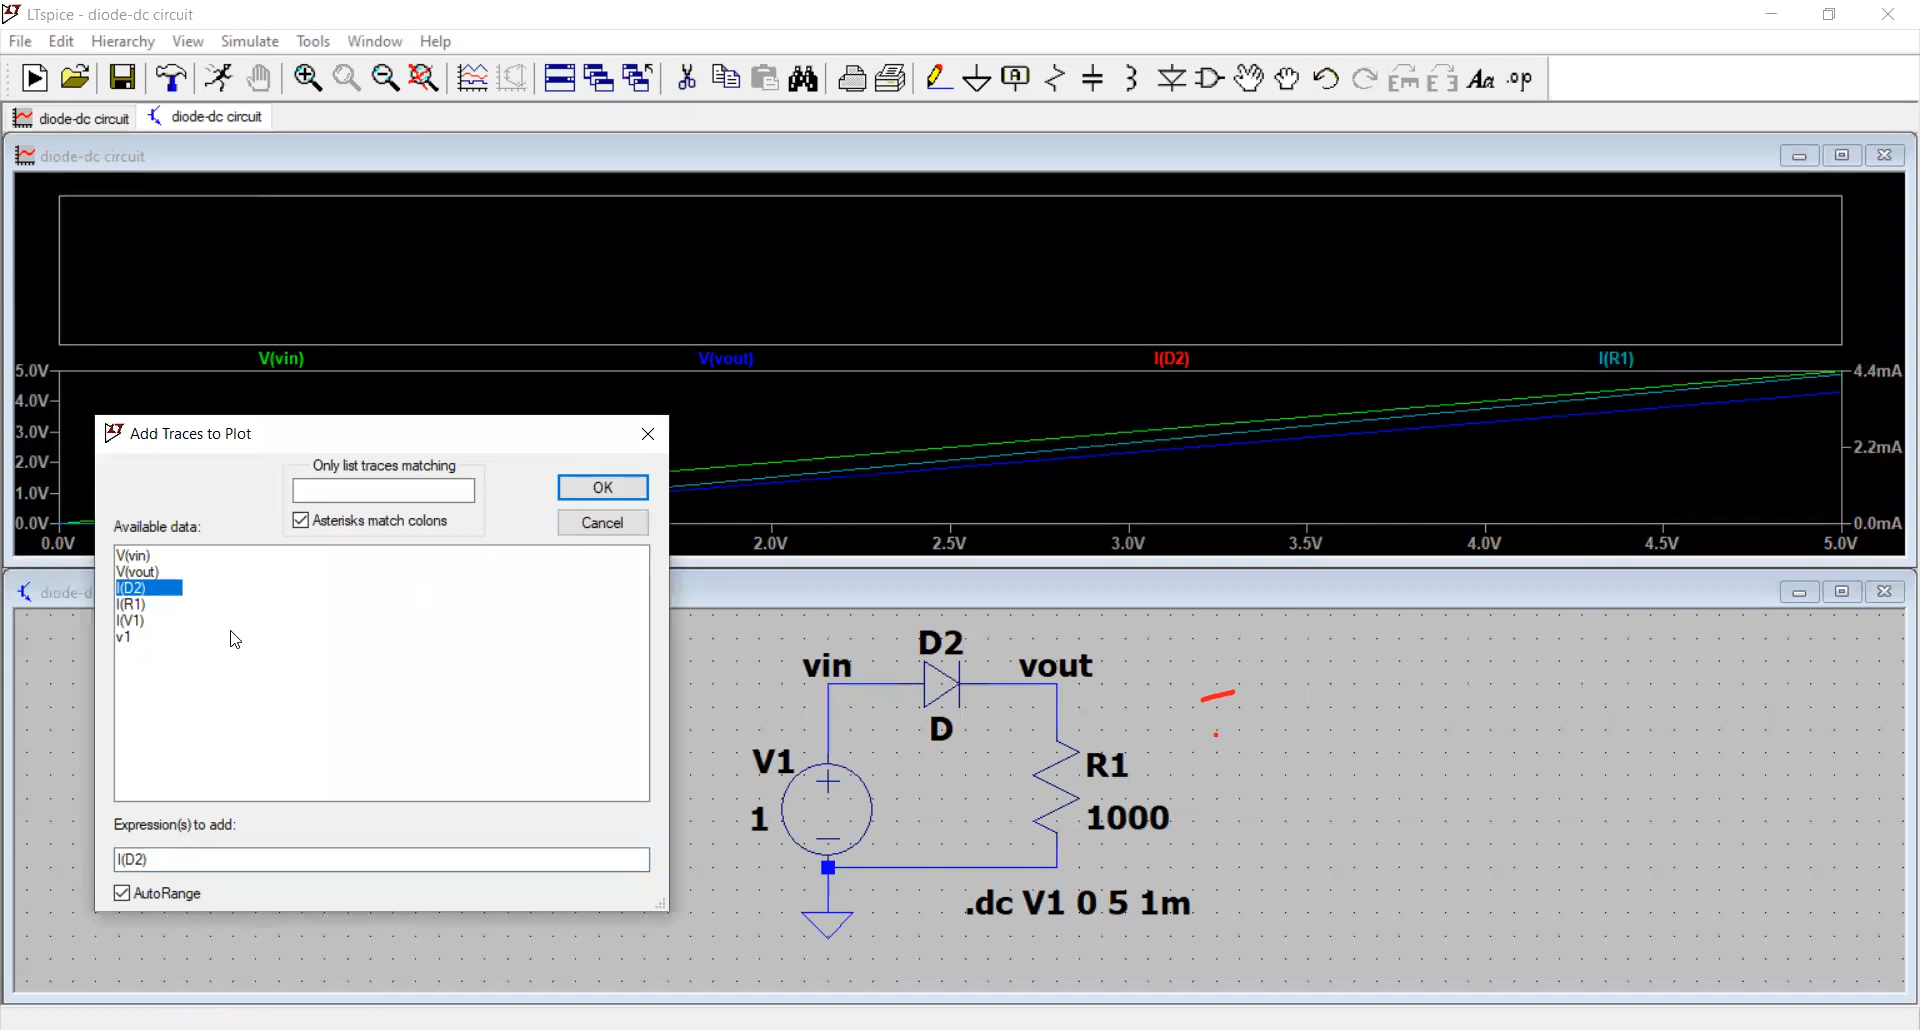 LTspice - diode-dc circuit
File Edit Hierarchy View Simulate Tools Window Help
Aa .op
diode-dc circuit diode-dc circuit
diode-dc circuit
V(vin) V(vout) I(D2) I(R1)
5.0V 4.4mA
4.0V
3.0V 2.2mA
2.0V
1.0V
0.0V 0.0mA
0.0V 2.0V 2.5V 3.0V 3.5V 4.0V 4.5V 5.0V
Add Traces to Plot
Only list traces matching
OK
Asterisks match colons
Cancel
Available data:
V(vin)
V(vout)
I(D2)
I(R1)
I(V1)
v1
Expression(s) to add:
I(D2)
AutoRange
diode-d
D2
vin vout
D
V1 R1
1 1000
.dc V1 0 5 1m